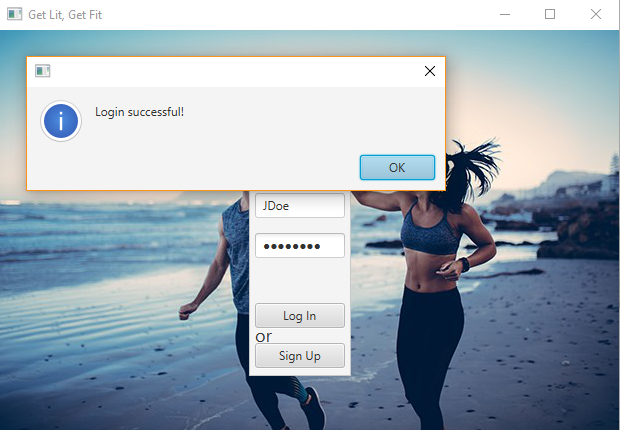 Get Lit, Get Fit
Login successful!
OK
JDoe
••••••••
Log In
or
Sign Up